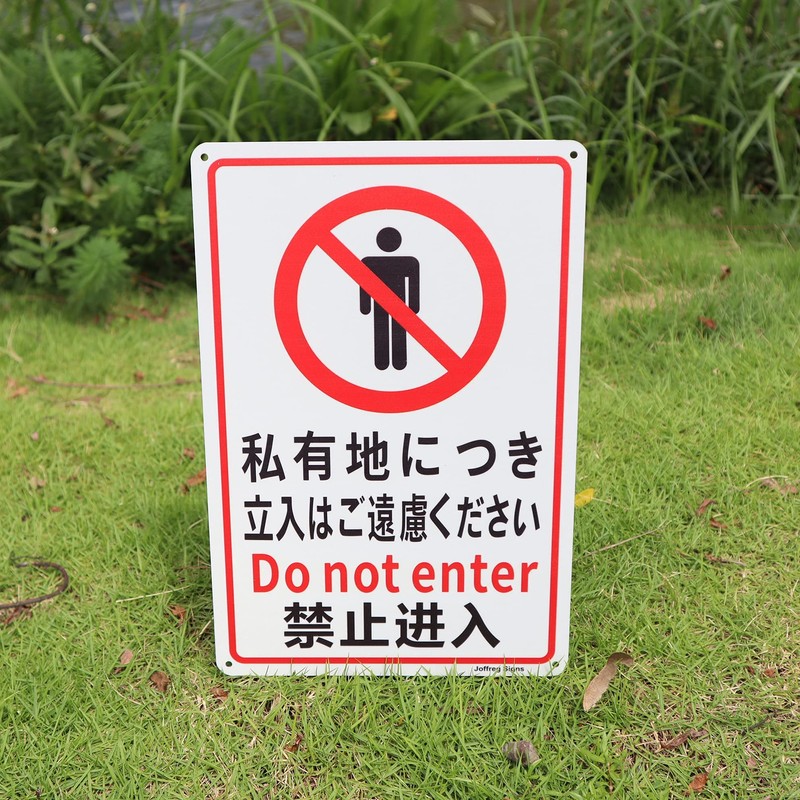 私有地につき
立入はご遠慮ください
Do not enter
禁止进入
Joffreg Signs